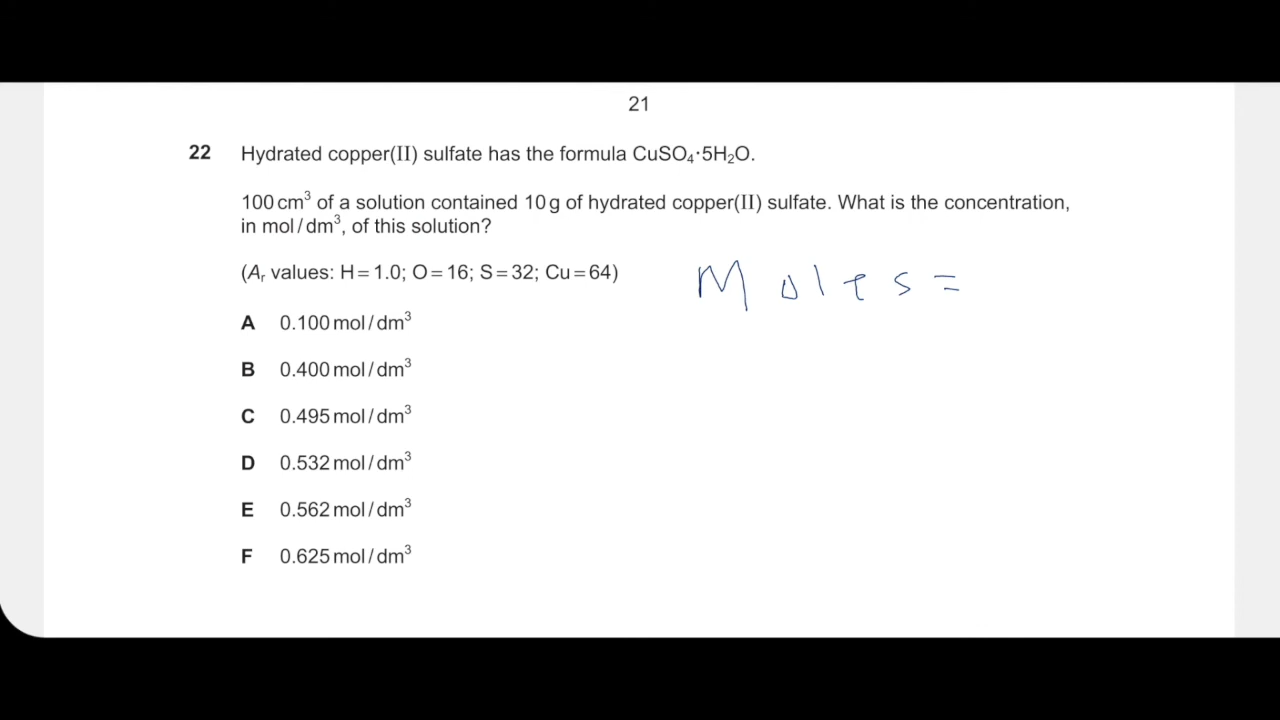 21
22 Hydrated copper(II) sulfate has the formula CuSO₄·5H₂O.
100 cm³ of a solution contained 10 g of hydrated copper(II) sulfate. What is the concentration,
in mol / dm³, of this solution?
(Aᵣ values: H = 1.0; O = 16; S = 32; Cu = 64)
Moles =
A 0.100 mol / dm³
B 0.400 mol / dm³
C 0.495 mol / dm³
D 0.532 mol / dm³
E 0.562 mol / dm³
F 0.625 mol / dm³